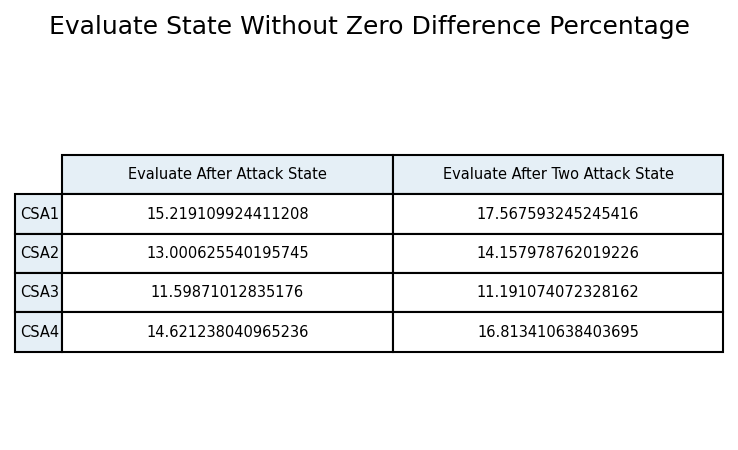 Evaluate State Without Zero Difference Percentage
Evaluate After Attack State Evaluate After Two Attack State
CSA1 15.219109924411208 17.567593245245416
CSA2 13.000625540195745 14.157978762019226
CSA3 11.59871012835176 11.191074072328162
CSA4 14.621238040965236 16.813410638403695